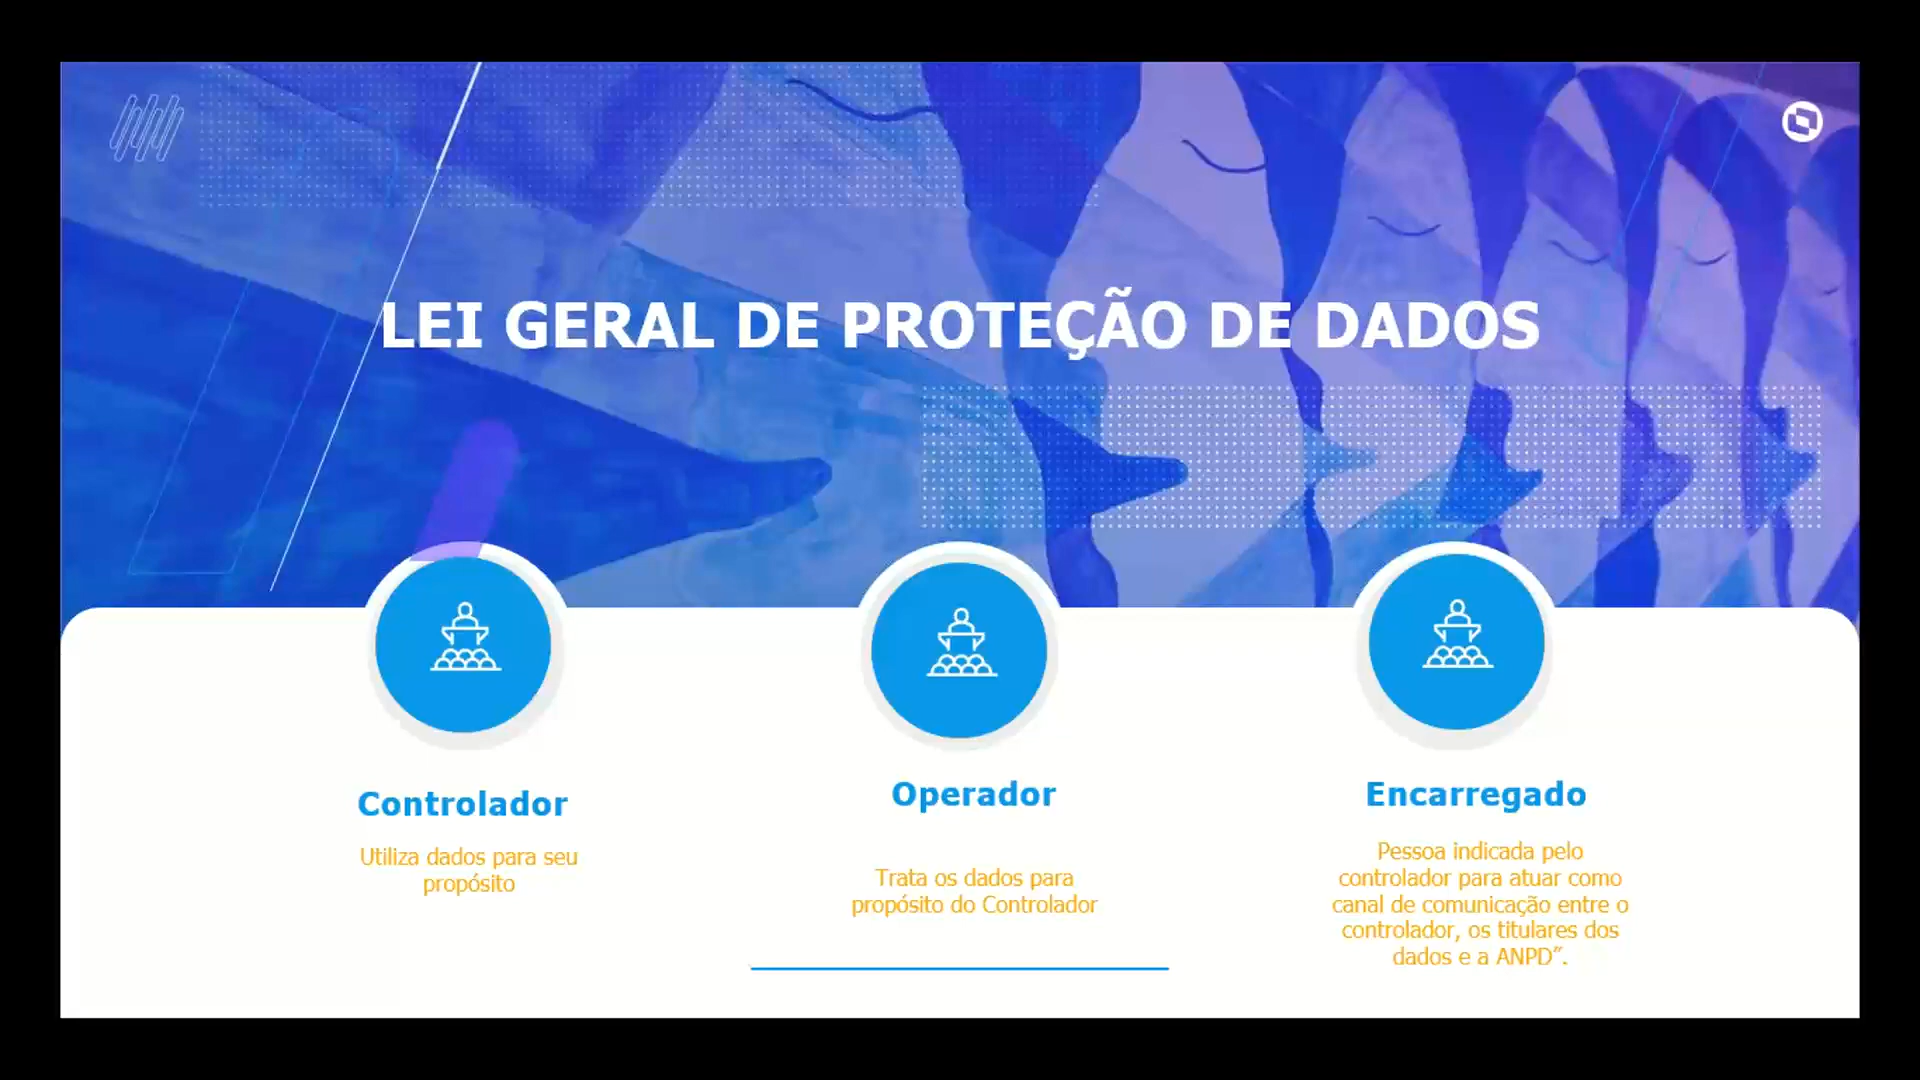 LEI GERAL DE PROTEÇÃO DE DADOS
Controlador
Utiliza dados para seu
propósito
Operador
Trata os dados para
propósito do Controlador
Encarregado
Pessoa indicada pelo
controlador para atuar como
canal de comunicação entre o
controlador, os titulares dos
dados e a ANPD”.